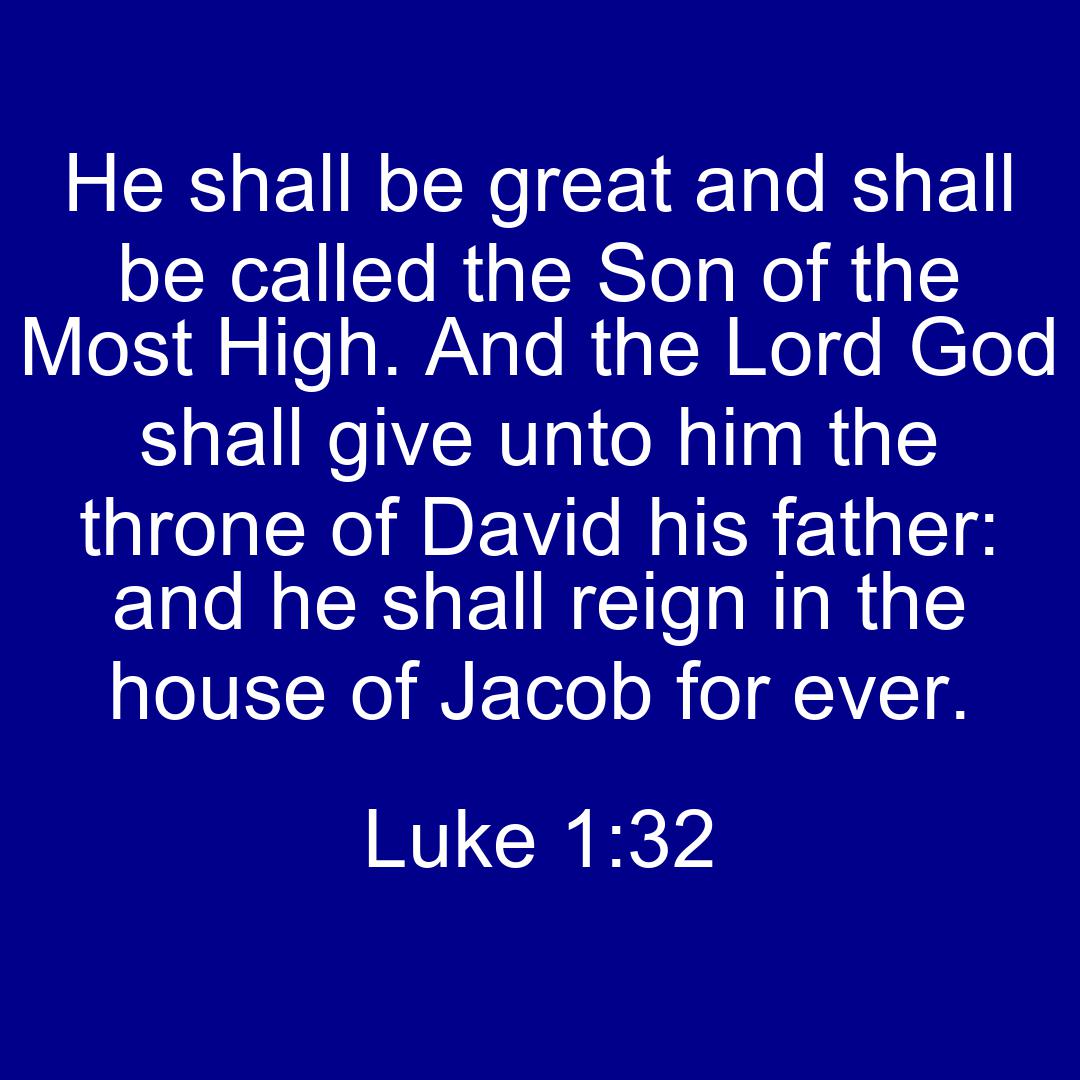 He shall be great and shall
be called the Son of the
Most High. And the Lord God
shall give unto him the
throne of David his father:
and he shall reign in the
house of Jacob for ever.
Luke 1:32